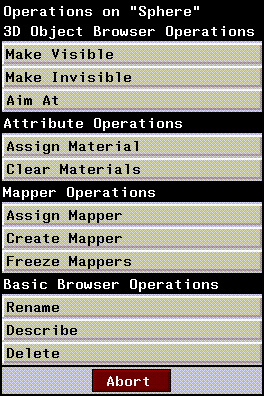 Operations on "Sphere"
3D Object Browser Operations
Make Visible
Make Invisible
Aim At
Attribute Operations
Assign Material
Clear Materials
Mapper Operations
Assign Mapper
Create Mapper
Freeze Mappers
Basic Browser Operations
Rename
Describe
Delete
Abort